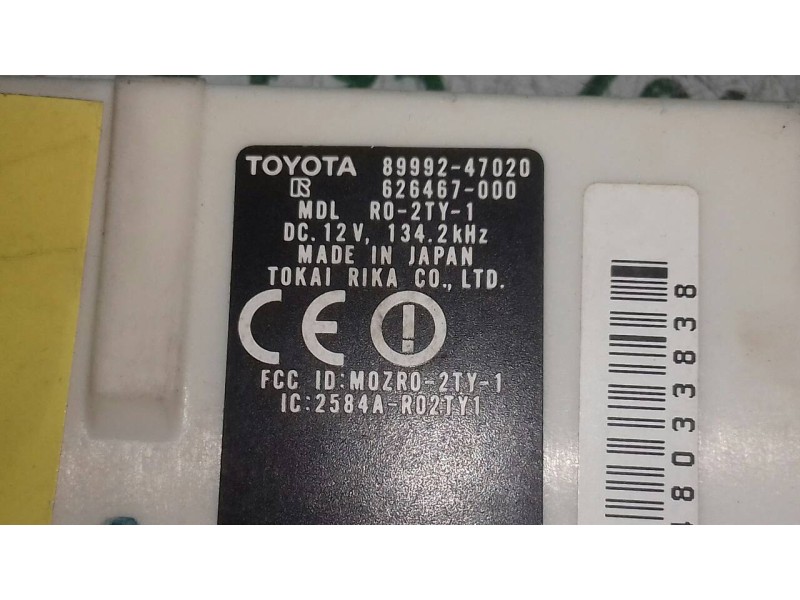 TOYOTA 89992-47020
R 626467-000
MDL RO-2TY-1
DC.12V, 134.2kHz
MADE IN JAPAN
TOKAI RIKA CO., LTD.
CE
FCC ID:MOZRO-2TY-1
IC:2584A-RO2TY1
8383308